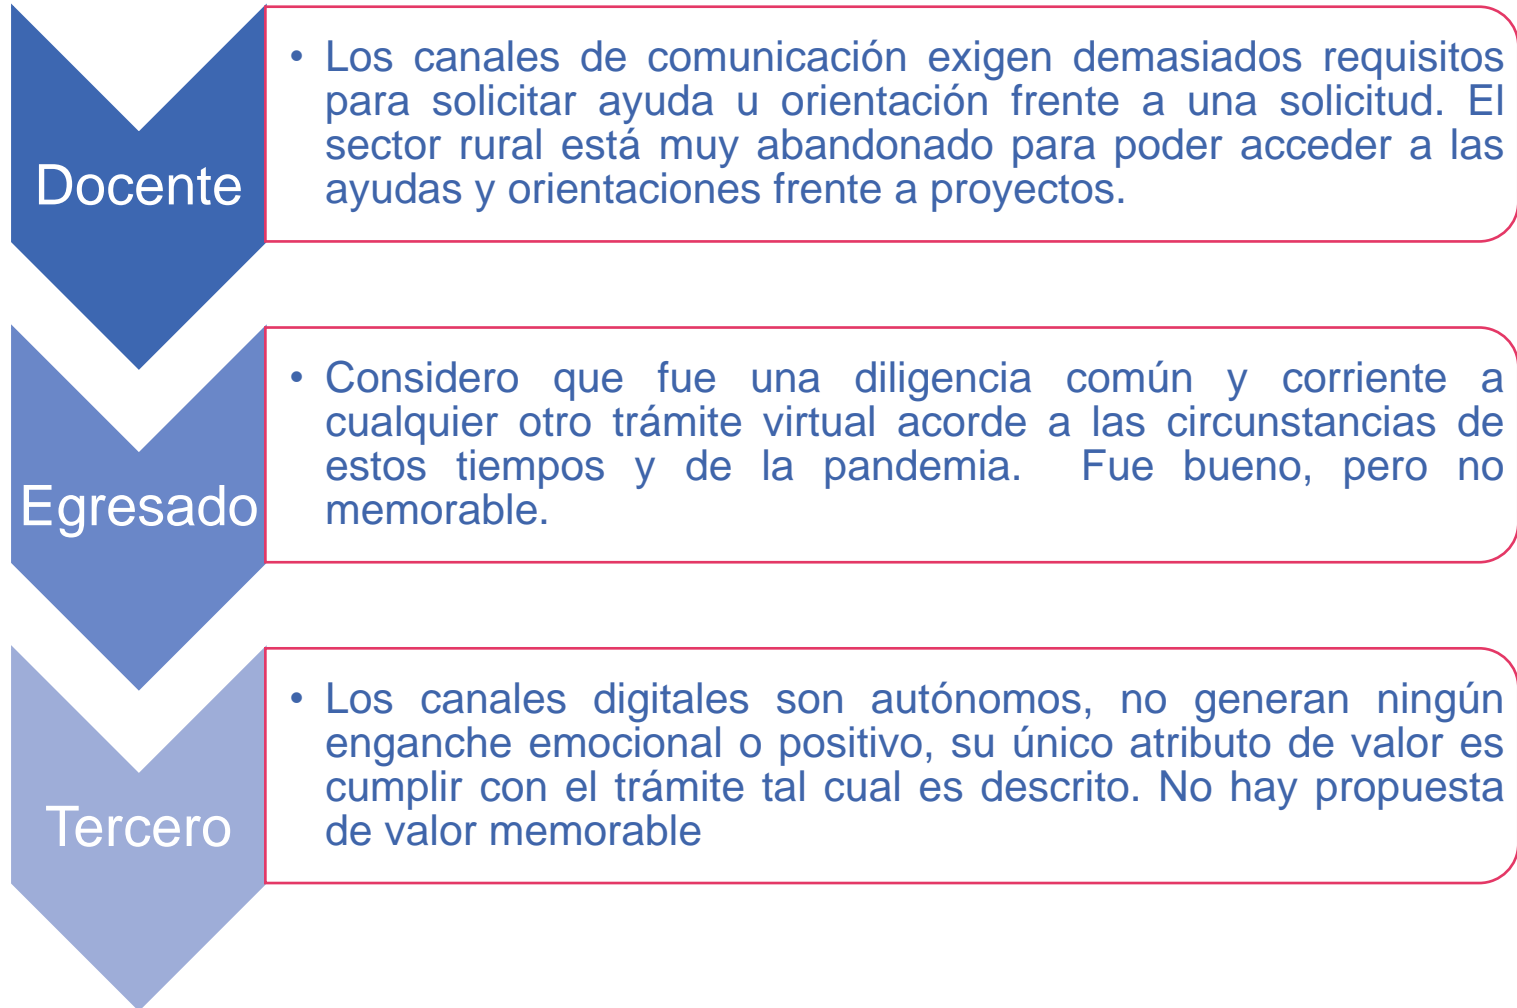 Docente
• Los canales de comunicación exigen demasiados requisitos
para solicitar ayuda u orientación frente a una solicitud. El
sector rural está muy abandonado para poder acceder a las
ayudas y orientaciones frente a proyectos.
Egresado
• Considero que fue una diligencia común y corriente a
cualquier otro trámite virtual acorde a las circunstancias de
estos tiempos y de la pandemia.  Fue bueno, pero no
memorable.
Tercero
• Los canales digitales son autónomos, no generan ningún
enganche emocional o positivo, su único atributo de valor es
cumplir con el trámite tal cual es descrito. No hay propuesta
de valor memorable